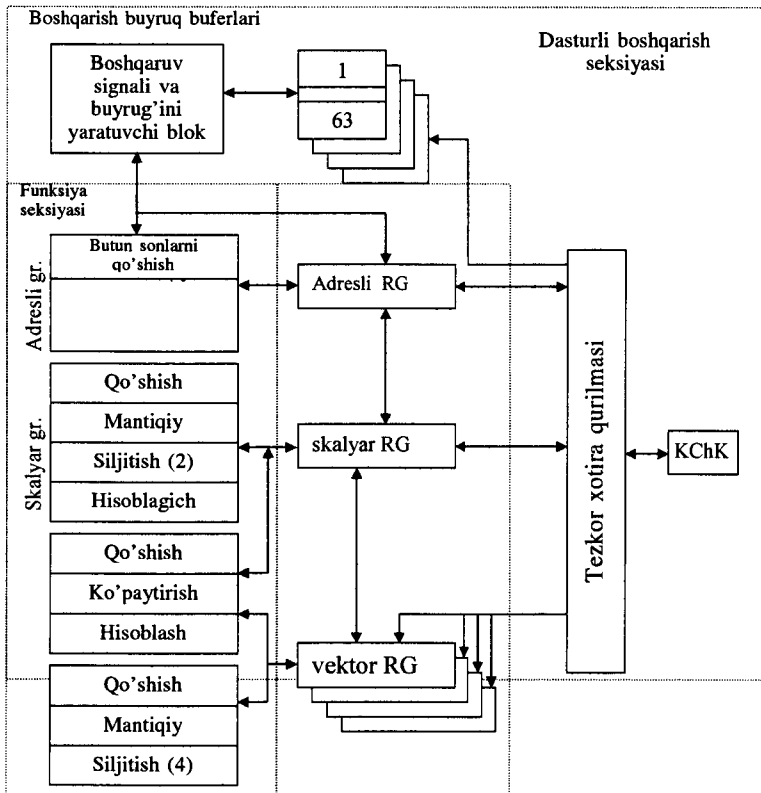 Boshqarish buyruq buferlari
Boshqaruv
signali va
buyrug’ini
yaratuvchi blok
1
63
Dasturli boshqarish
seksiyasi
Funksiya
seksiyasi
Adresli gr.
Butun sonlarni
qo’shish
Adresli RG
Skalyar gr.
Qo’shish
Mantiqiy
Siljitish (2)
Hisoblagich
skalyar RG
Tezkor xotira qurilmasi
KChK
Qo’shish
Ko’paytirish
Hisoblash
vektor RG
Qo’shish
Mantiqiy
Siljitish (4)